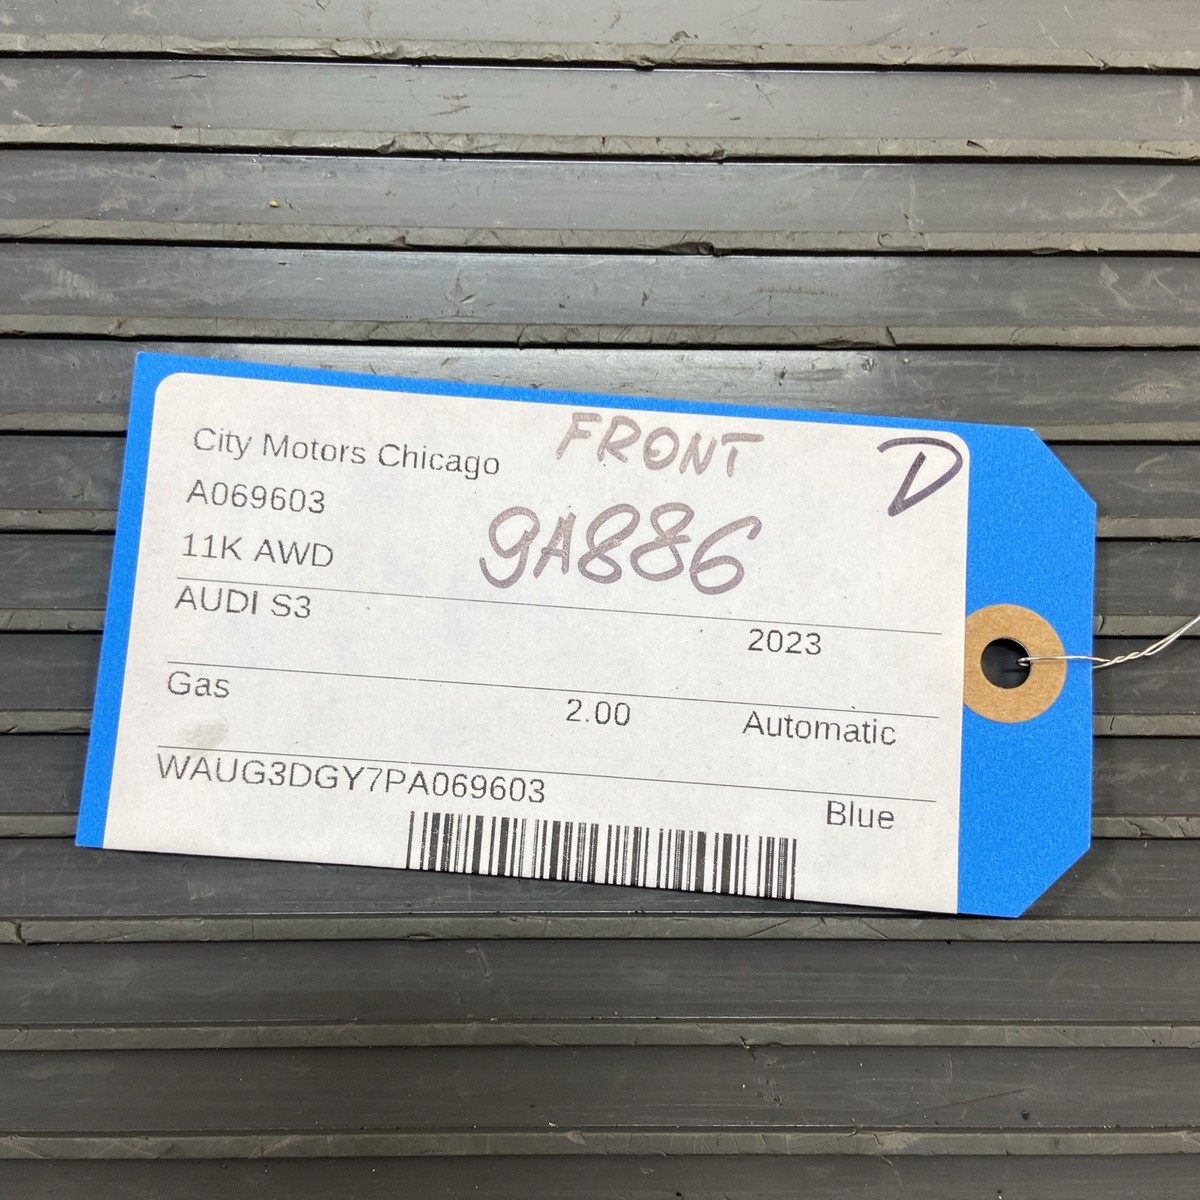 City Motors Chicago FRONT D
A069603 9A886
11K AWD
AUDI S3 2023
Gas 2.00 Automatic
WAUG3DGY7PA069603 Blue